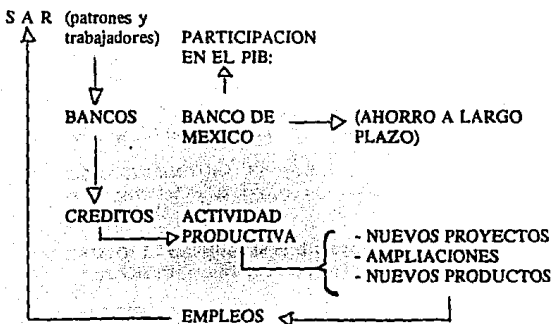 S A R (patrones y
trabajadores)
PARTICIPACION
EN EL PIB:
BANCOS
BANCO DE
MEXICO
(AHORRO A LARGO
PLAZO)
CREDITOS
ACTIVIDAD
PRODUCTIVA
- NUEVOS PROYECTOS
- AMPLIACIONES
- NUEVOS PRODUCTOS
EMPLEOS